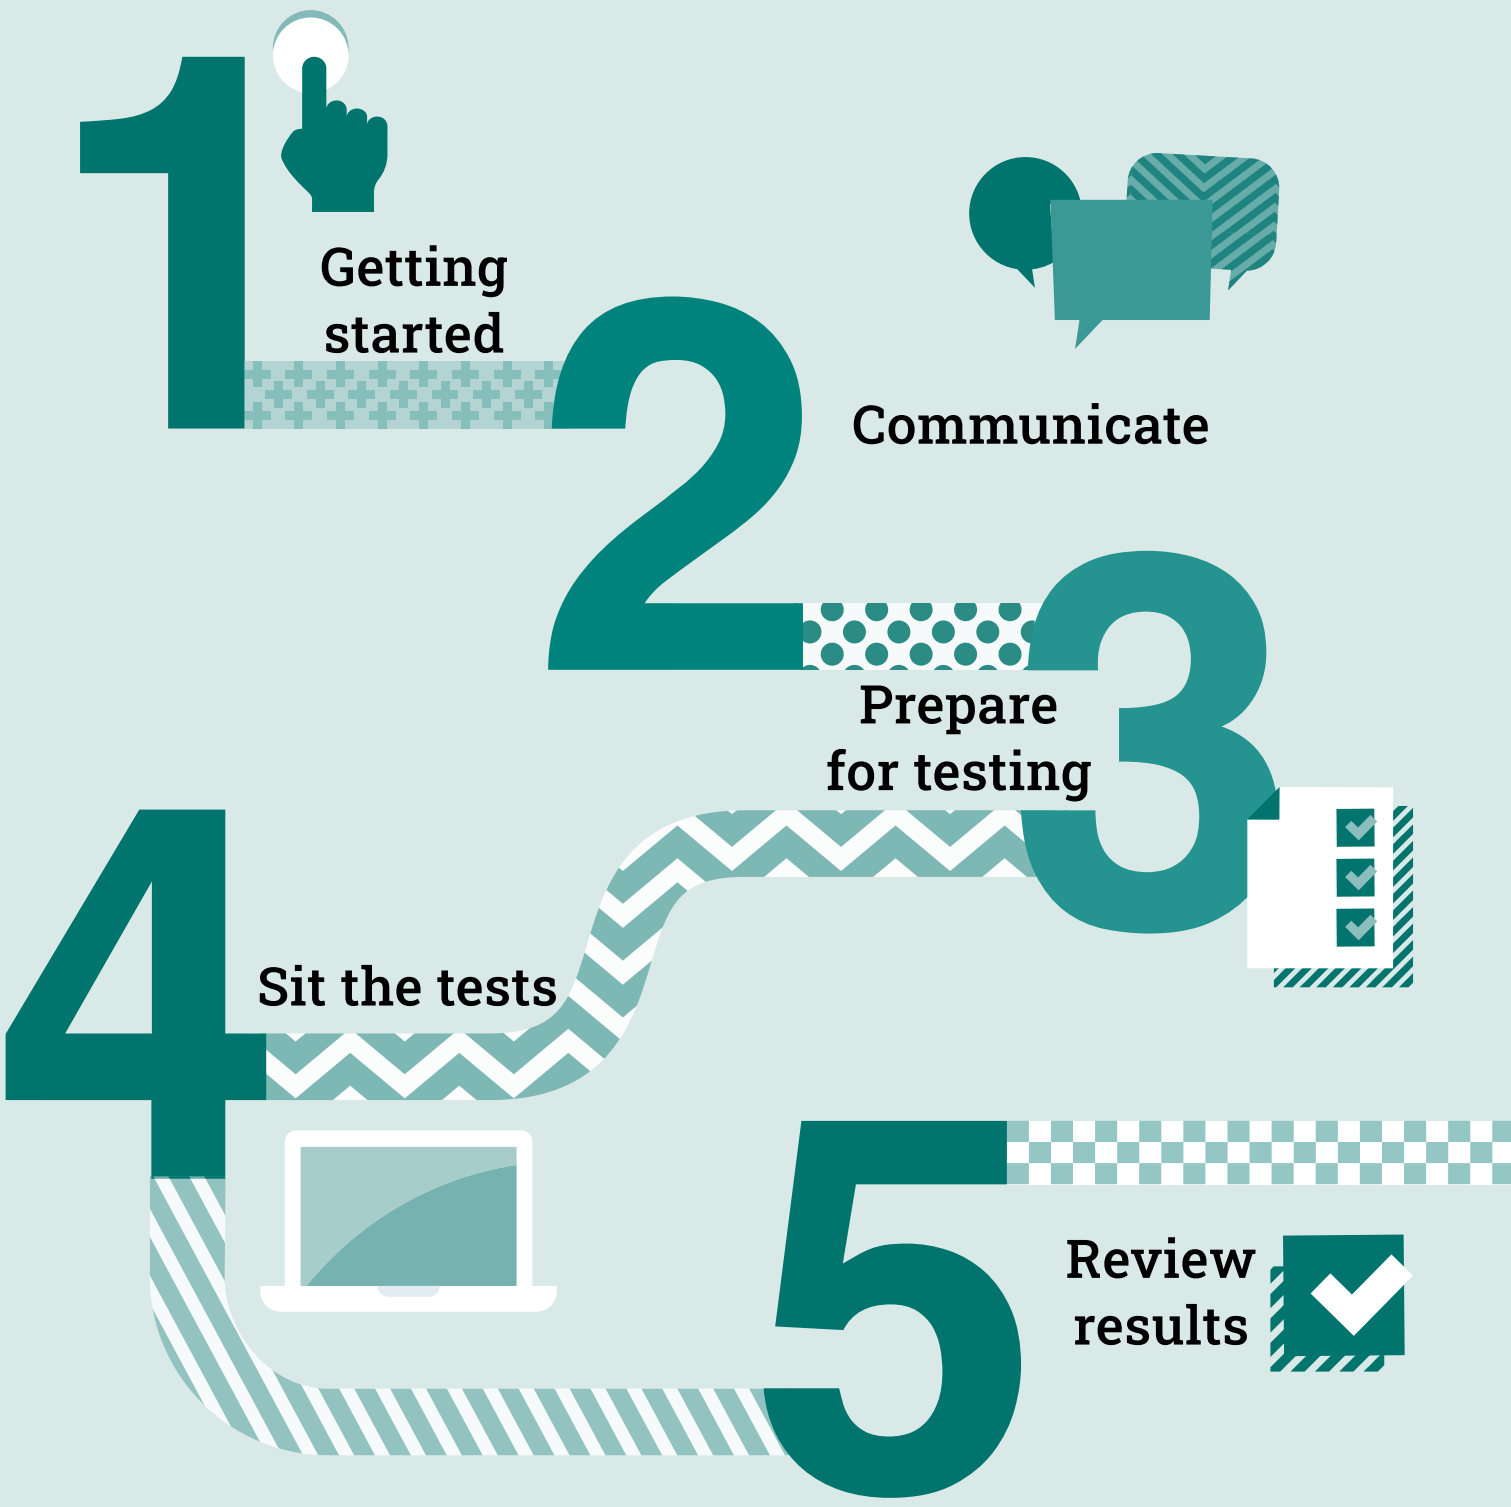 1
Getting
started
2
Communicate
3
Prepare
for testing
4
Sit the tests
5
Review
results